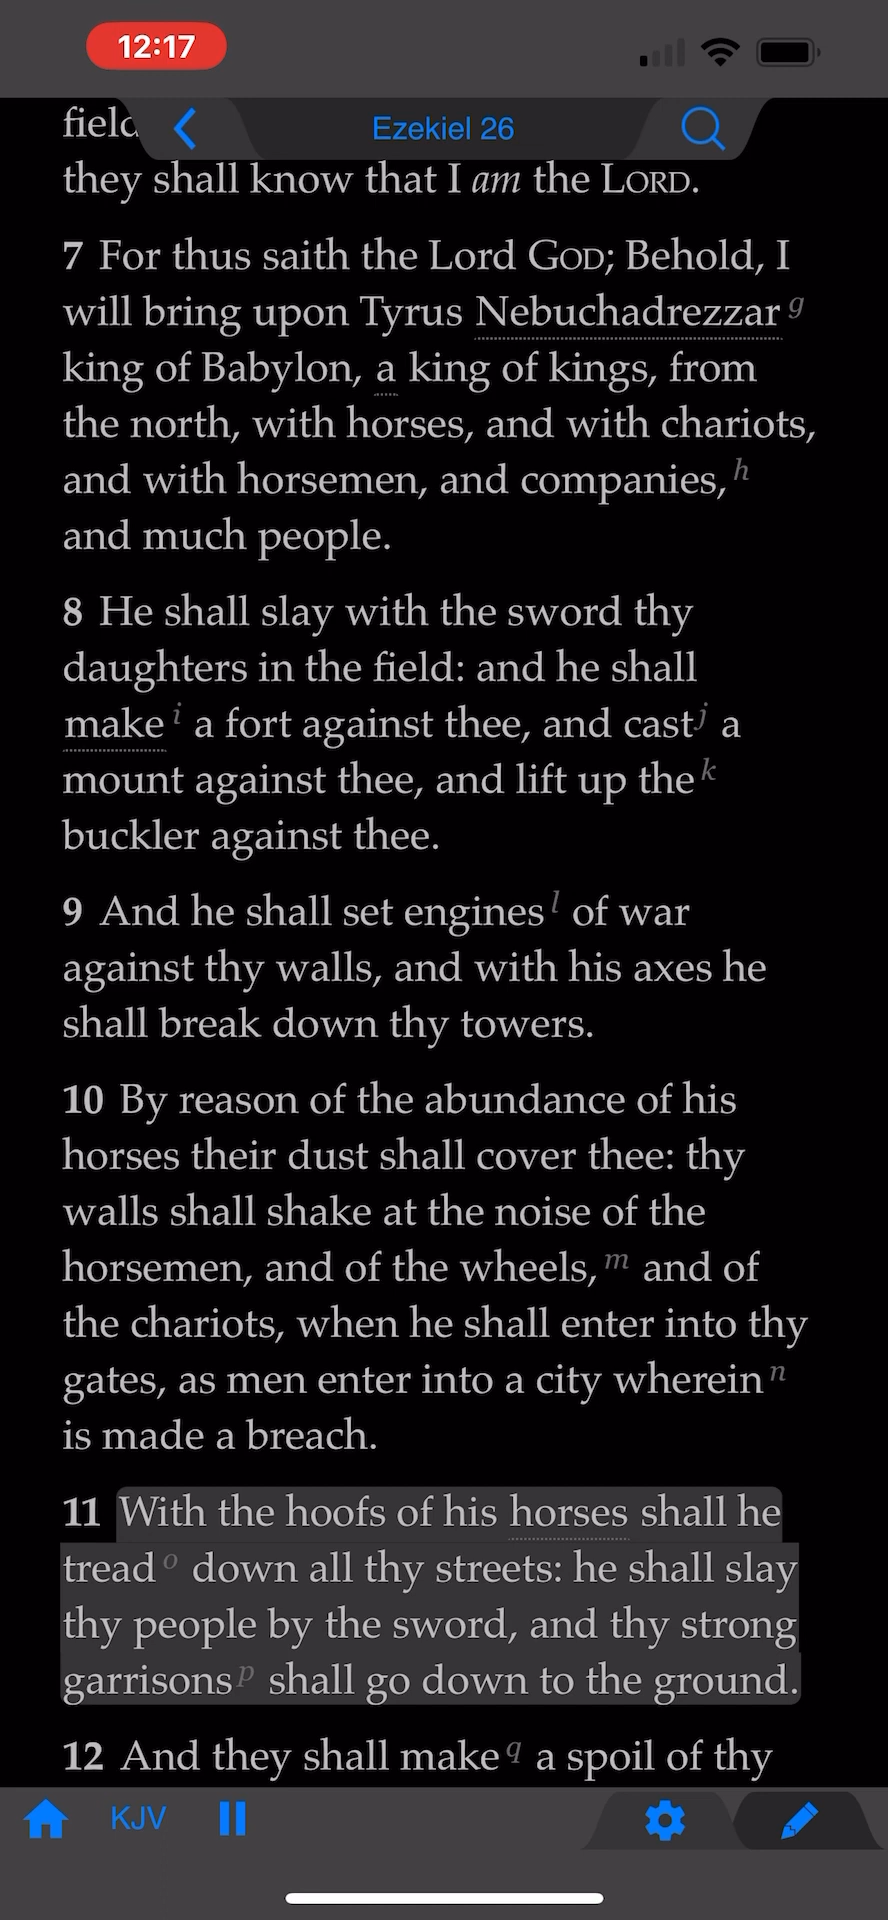 12:17
Ezekiel 26
they shall know that I am the LORD.
7 For thus saith the Lord GOD; Behold, I
will bring upon Tyrus Nebuchadrezzar g
king of Babylon, a king of kings, from
the north, with horses, and with chariots,
and with horsemen, and companies, h
and much people.
8 He shall slay with the sword thy
daughters in the field: and he shall
make i a fort against thee, and cast j a
mount against thee, and lift up the k
buckler against thee.
9 And he shall set engines l of war
against thy walls, and with his axes he
shall break down thy towers.
10 By reason of the abundance of his
horses their dust shall cover thee: thy
walls shall shake at the noise of the
horsemen, and of the wheels, m and of
the chariots, when he shall enter into thy
gates, as men enter into a city wherein n
is made a breach.
11 With the hoofs of his horses shall he
tread o down all thy streets: he shall slay
thy people by the sword, and thy strong
garrisons p shall go down to the ground.
12 And they shall make q a spoil of thy
KJV